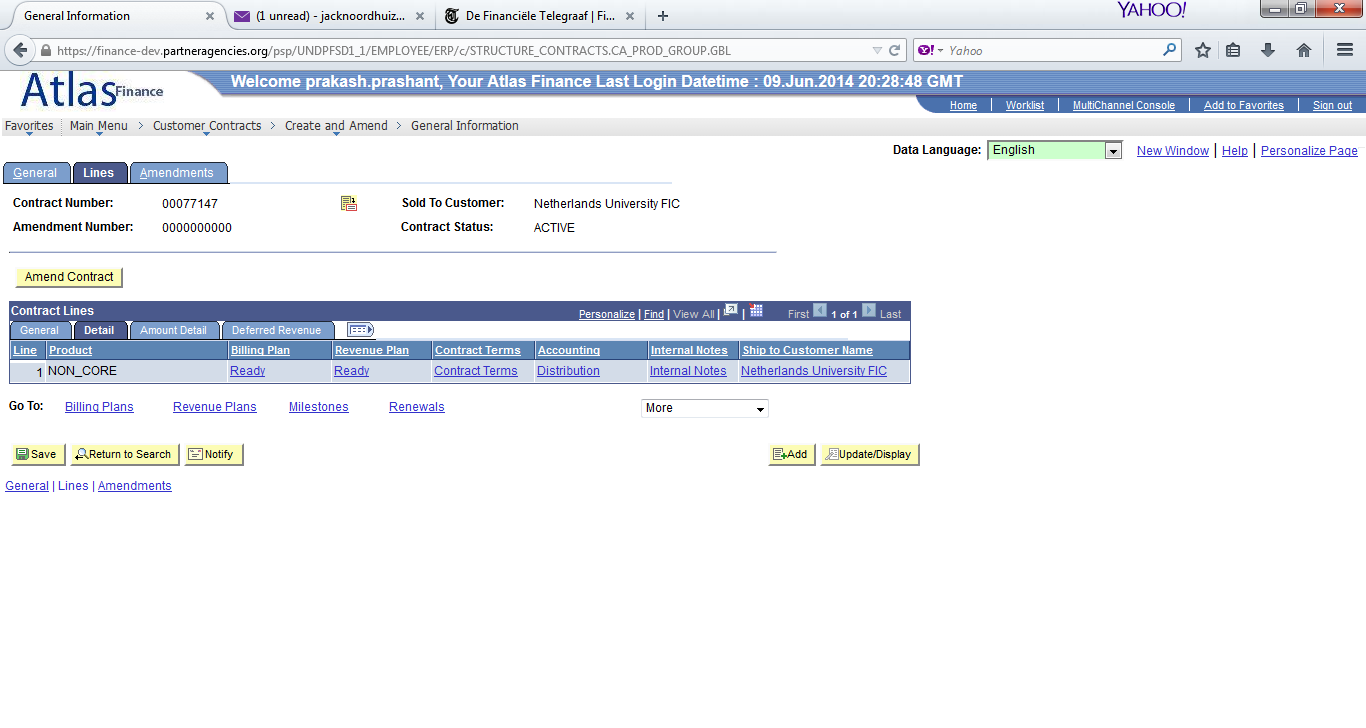 General Information
(1 unread) - jacknoordhuiz...
De Financiële Telegraaf | Fi...
YAHOO!
https://finance-dev.partneragencies.org/psp/UNDPFSD1_1/EMPLOYEE/ERP/c/STRUCTURE_CONTRACTS.CA_PROD_GROUP.GBL
Yahoo
Atlas Finance
Welcome prakash.prashant, Your Atlas Finance Last Login Datetime : 09.Jun.2014 20:28:48 GMT
Home | Worklist | MultiChannel Console | Add to Favorites | Sign out
Favorites Main Menu > Customer Contracts > Create and Amend > General Information
Data Language: English New Window | Help | Personalize Page
General Lines Amendments
Contract Number: 00077147 Sold To Customer: Netherlands University FIC
Amendment Number: 0000000000 Contract Status: ACTIVE
Amend Contract
Contract Lines Personalize | Find | View All | | First 1 of 1 Last
General Detail Amount Detail Deferred Revenue
Line Product Billing Plan Revenue Plan Contract Terms Accounting Internal Notes Ship to Customer Name
1 NON_CORE Ready Ready Contract Terms Distribution Internal Notes Netherlands University FIC
Go To: Billing Plans Revenue Plans Milestones Renewals More
Save Return to Search Notify Add Update/Display
General | Lines | Amendments